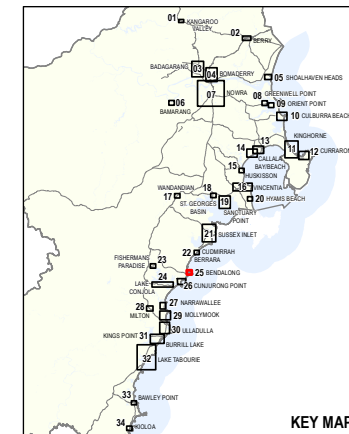 01 KANGAROO
VALLEY
02 BERRY
BADAGARANG 03
04 BOMADERRY
05 SHOALHAVEN HEADS
06 BAMARANG
07 NOWRA
08 GREENWELL POINT
09 ORIENT POINT
10 CULBURRA BEACH
KINGHORNE
11
12 CURRARONG
13
14 CALLALA
BAY/BEACH
15 HUSKISSON
16 VINCENTIA
WANDANDIAN
17
18 ST. GEORGES
BASIN
19
SANCTUARY
POINT
20 HYAMS BEACH
21 SUSSEX INLET
22 CUDMIRRAH
BERRARA
FISHERMANS
PARADISE 23
24 LAKE
CONJOLA
25 BENDALONG
26 CUNJURONG POINT
27 NARRAWALLEE
28 MILTON
29 MOLLYMOOK
30 ULLADULLA
KINGS POINT 31
BURRILL LAKE
32 LAKE TABOURIE
33 BAWLEY POINT
34 KIOLOA
KEY MAP